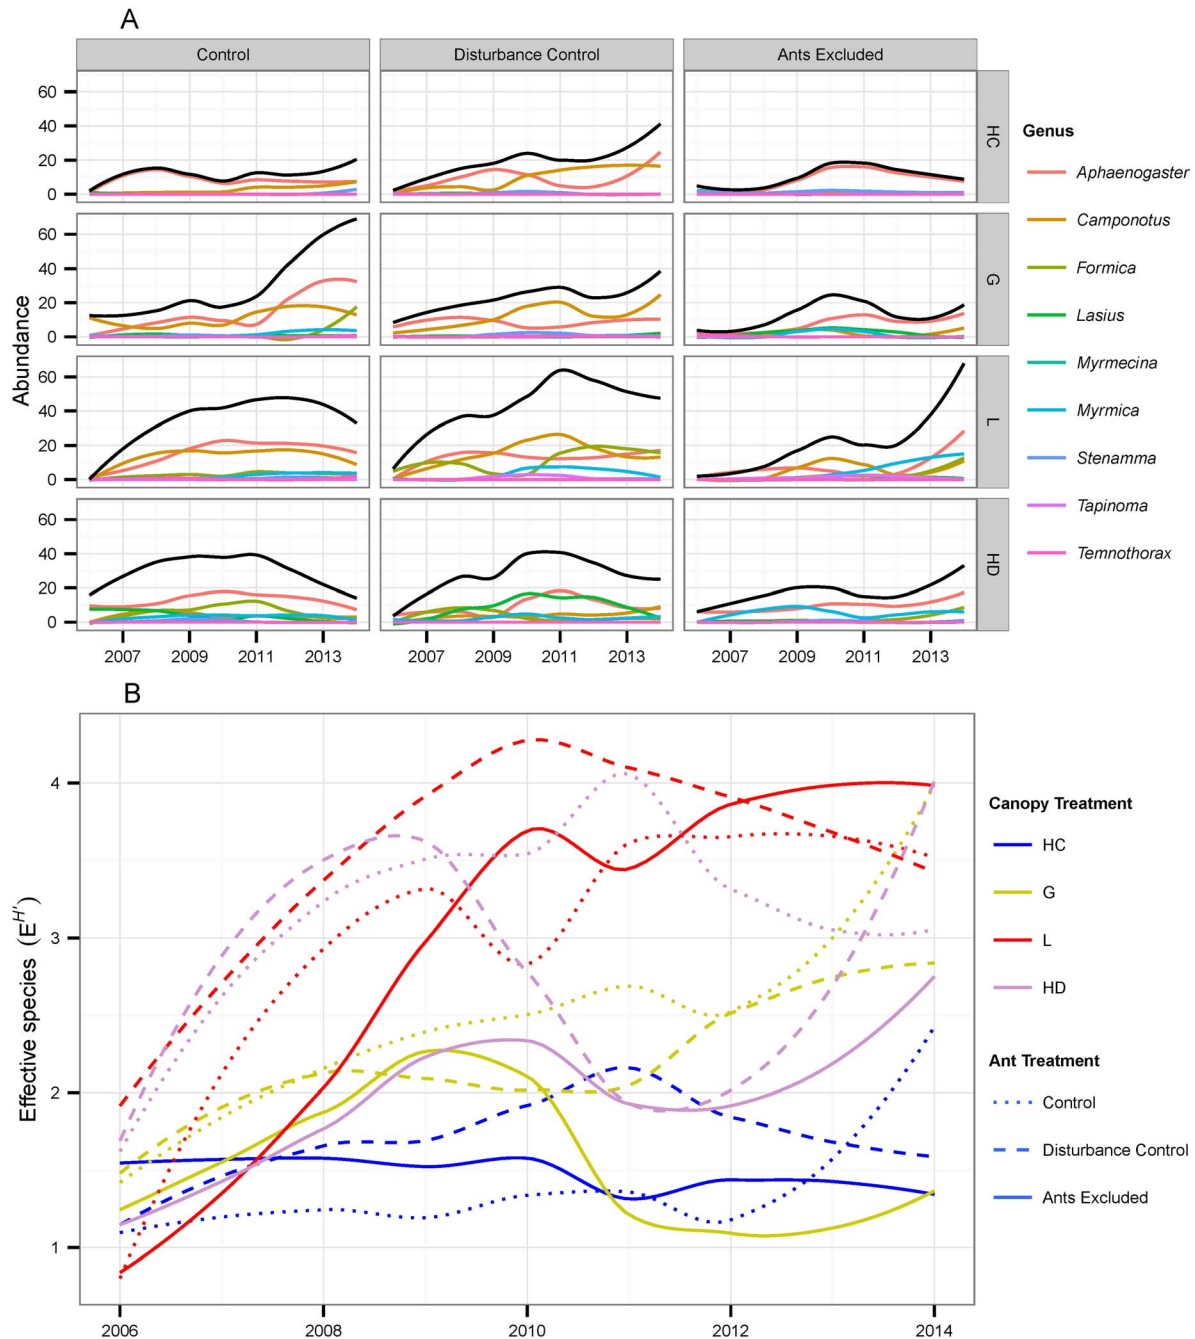 A
Control
Disturbance Control
Ants Excluded
60
40
20
0
HC
60
40
20
0
G
60
40
20
0
L
60
40
20
0
HD
Abundance
2007
2009
2011
2013
2007
2009
2011
2013
2007
2009
2011
2013
Genus
Aphaenogaster
Camponotus
Formica
Lasius
Myrmecina
Myrmica
Stenamma
Tapinoma
Temnothorax
B
4
3
2
1
Effective species (E^H')
2006
2008
2010
2012
2014
Canopy Treatment
HC
G
L
HD
Ant Treatment
Control
Disturbance Control
Ants Excluded